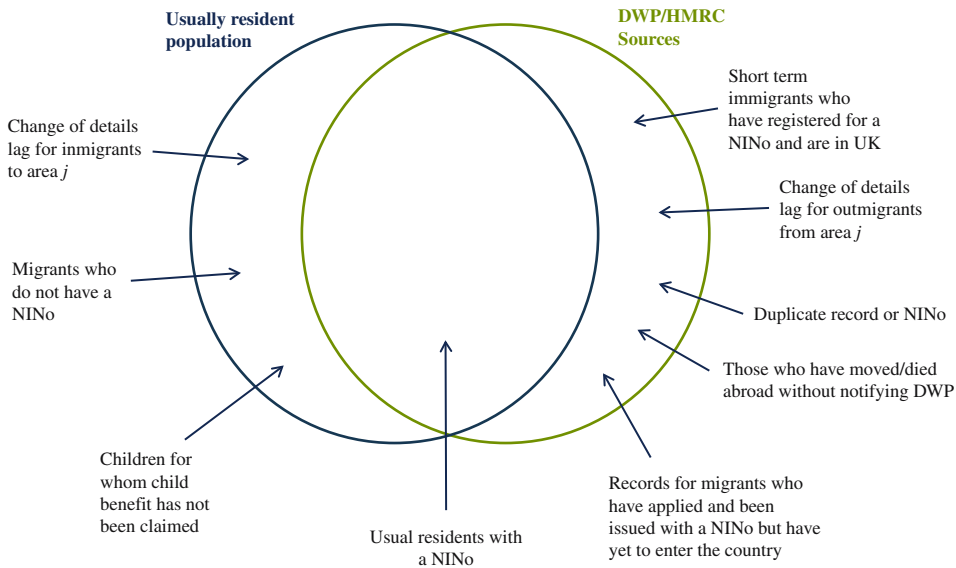 Usually resident
population
DWP/HMRC
Sources
Change of details
lag for inmigrants
to area j
Migrants who
do not have a
NINo
Children for
whom child
benefit has not
been claimed
Usual residents with
a NINo
Short term
immigrants who
have registered for a
NINo and are in UK
Change of details
lag for outmigrants
from area j
Duplicate record or NINo
Those who have moved/died
abroad without notifying DWP
Records for migrants who
have applied and been
issued with a NINo but have
yet to enter the country